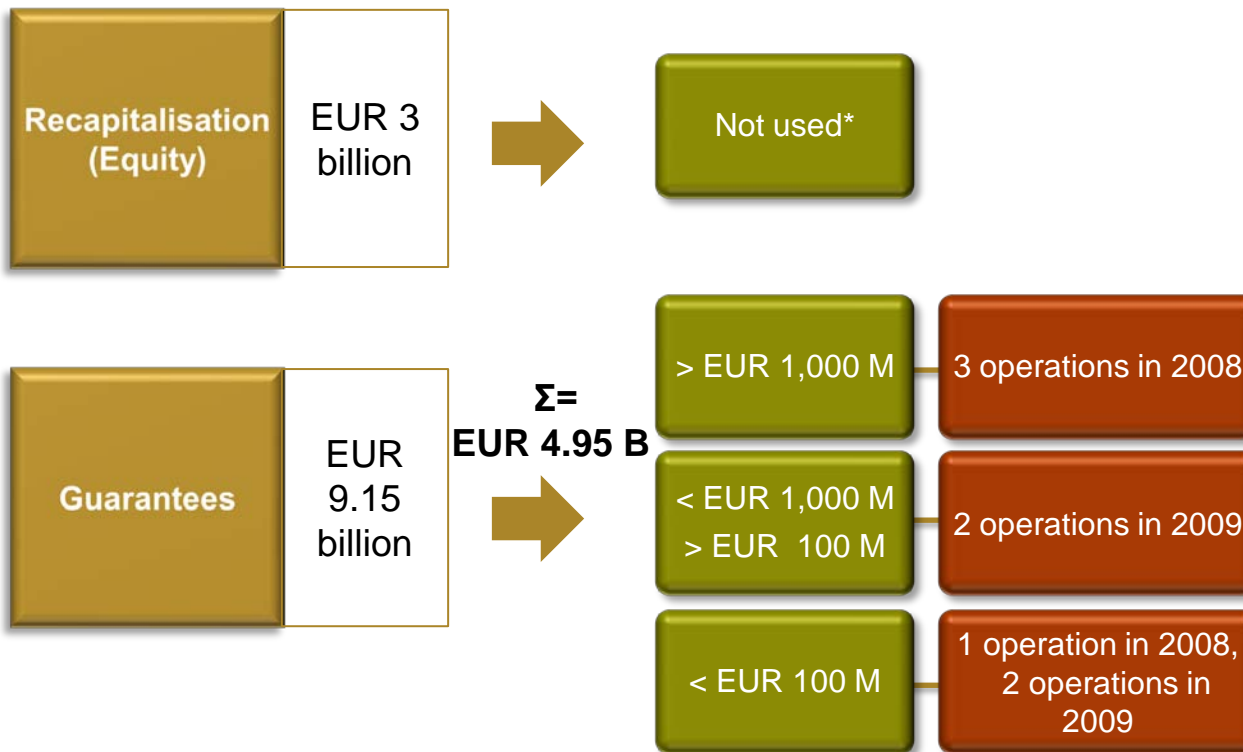 Recapitalisation
(Equity)
EUR 3
billion
Not used*
Guarantees
EUR
9.15
billion
Σ=
EUR 4.95 B
> EUR 1,000 M
3 operations in 2008
< EUR 1,000 M
> EUR 100 M
2 operations in 2009
< EUR 100 M
1 operation in 2008,
2 operations in
2009